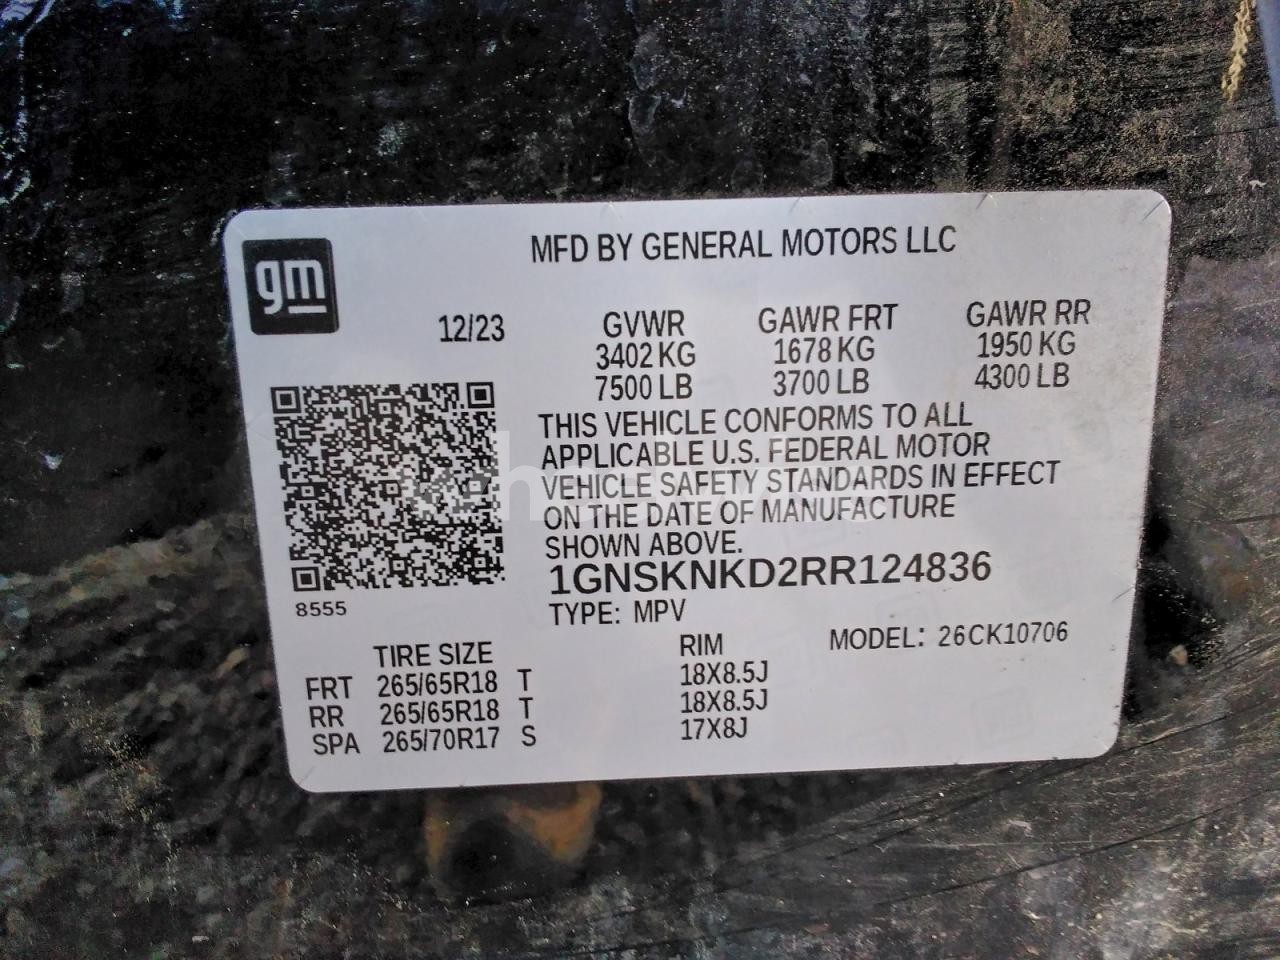 gm
MFD BY GENERAL MOTORS LLC
12/23 GVWR GAWR FRT GAWR RR
3402 KG 1678 KG 1950 KG
7500 LB 3700 LB 4300 LB
THIS VEHICLE CONFORMS TO ALL
APPLICABLE U.S. FEDERAL MOTOR
VEHICLE SAFETY STANDARDS IN EFFECT
ON THE DATE OF MANUFACTURE
SHOWN ABOVE.
1GNSKNKD2RR124836
8555
TYPE: MPV
TIRE SIZE RIM MODEL: 26CK10706
FRT 265/65R18 T 18X8.5J
RR 265/65R18 T 18X8.5J
SPA 265/70R17 S 17X8J